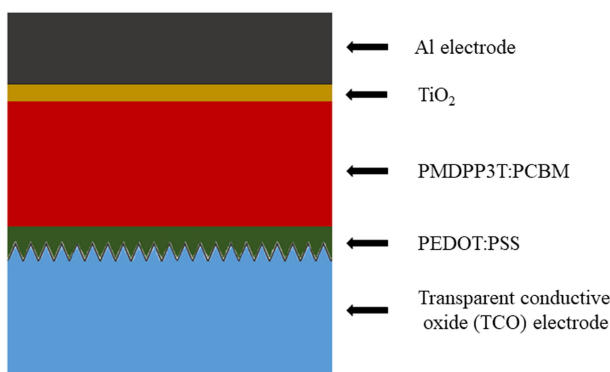 Al electrode
TiO₂
PMDPP3T:PCBM
PEDOT:PSS
Transparent conductive
oxide (TCO) electrode